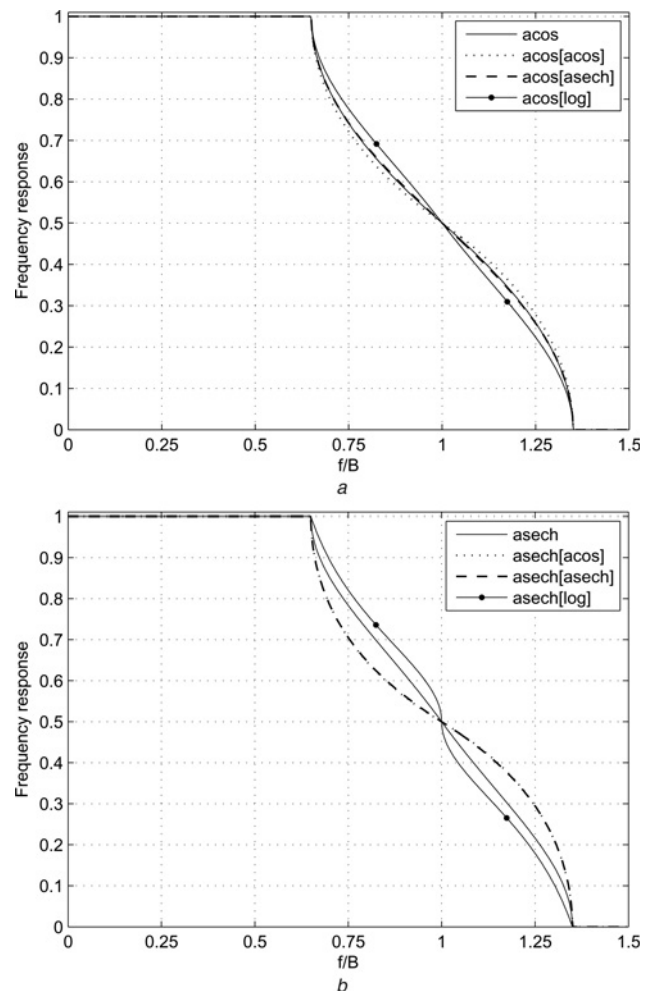 1
0.9
0.8
0.7
0.6
0.5
0.4
0.3
0.2
0.1
0
Frequency response
acos
acos[acos]
acos[asech]
acos[log]
0 0.25 0.5 0.75 1 1.25 1.5
f/B
a
1
0.9
0.8
0.7
0.6
0.5
0.4
0.3
0.2
0.1
0
Frequency response
asech
asech[acos]
asech[asech]
asech[log]
0 0.25 0.5 0.75 1 1.25 1.5
f/B
b